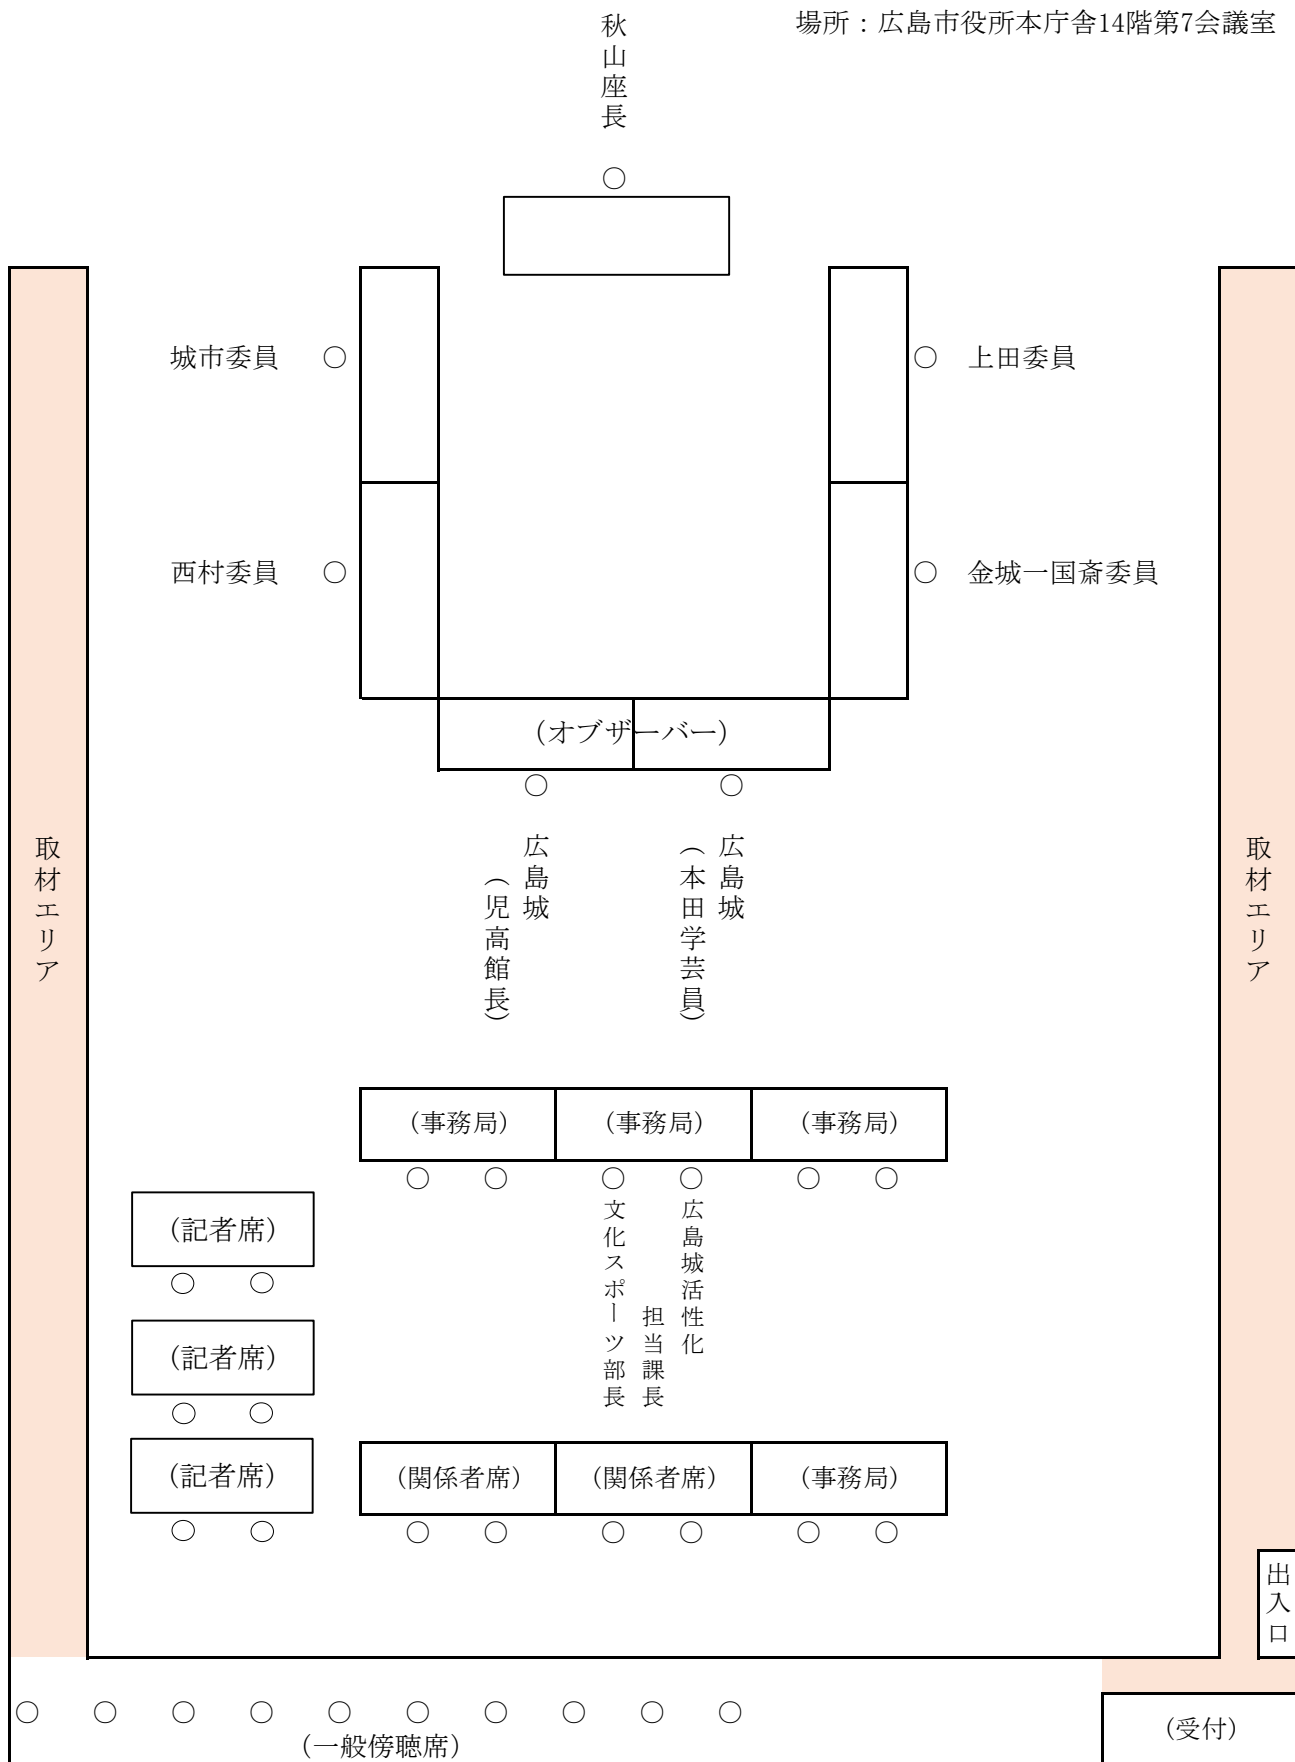 場所：広島市役所本庁舎14階第7会議室
秋山座長
城市委員
上田委員
西村委員
金城一国斎委員
（オブザーバー）
広島城
（児高館長）
広島城
（本田学芸員）
取材エリア
取材エリア
（事務局）
（事務局）
（事務局）
文化スポーツ部長
広島城活性化
担当課長
（記者席）
（記者席）
（記者席）
（関係者席）
（関係者席）
（事務局）
出入口
（一般傍聴席）
（受付）